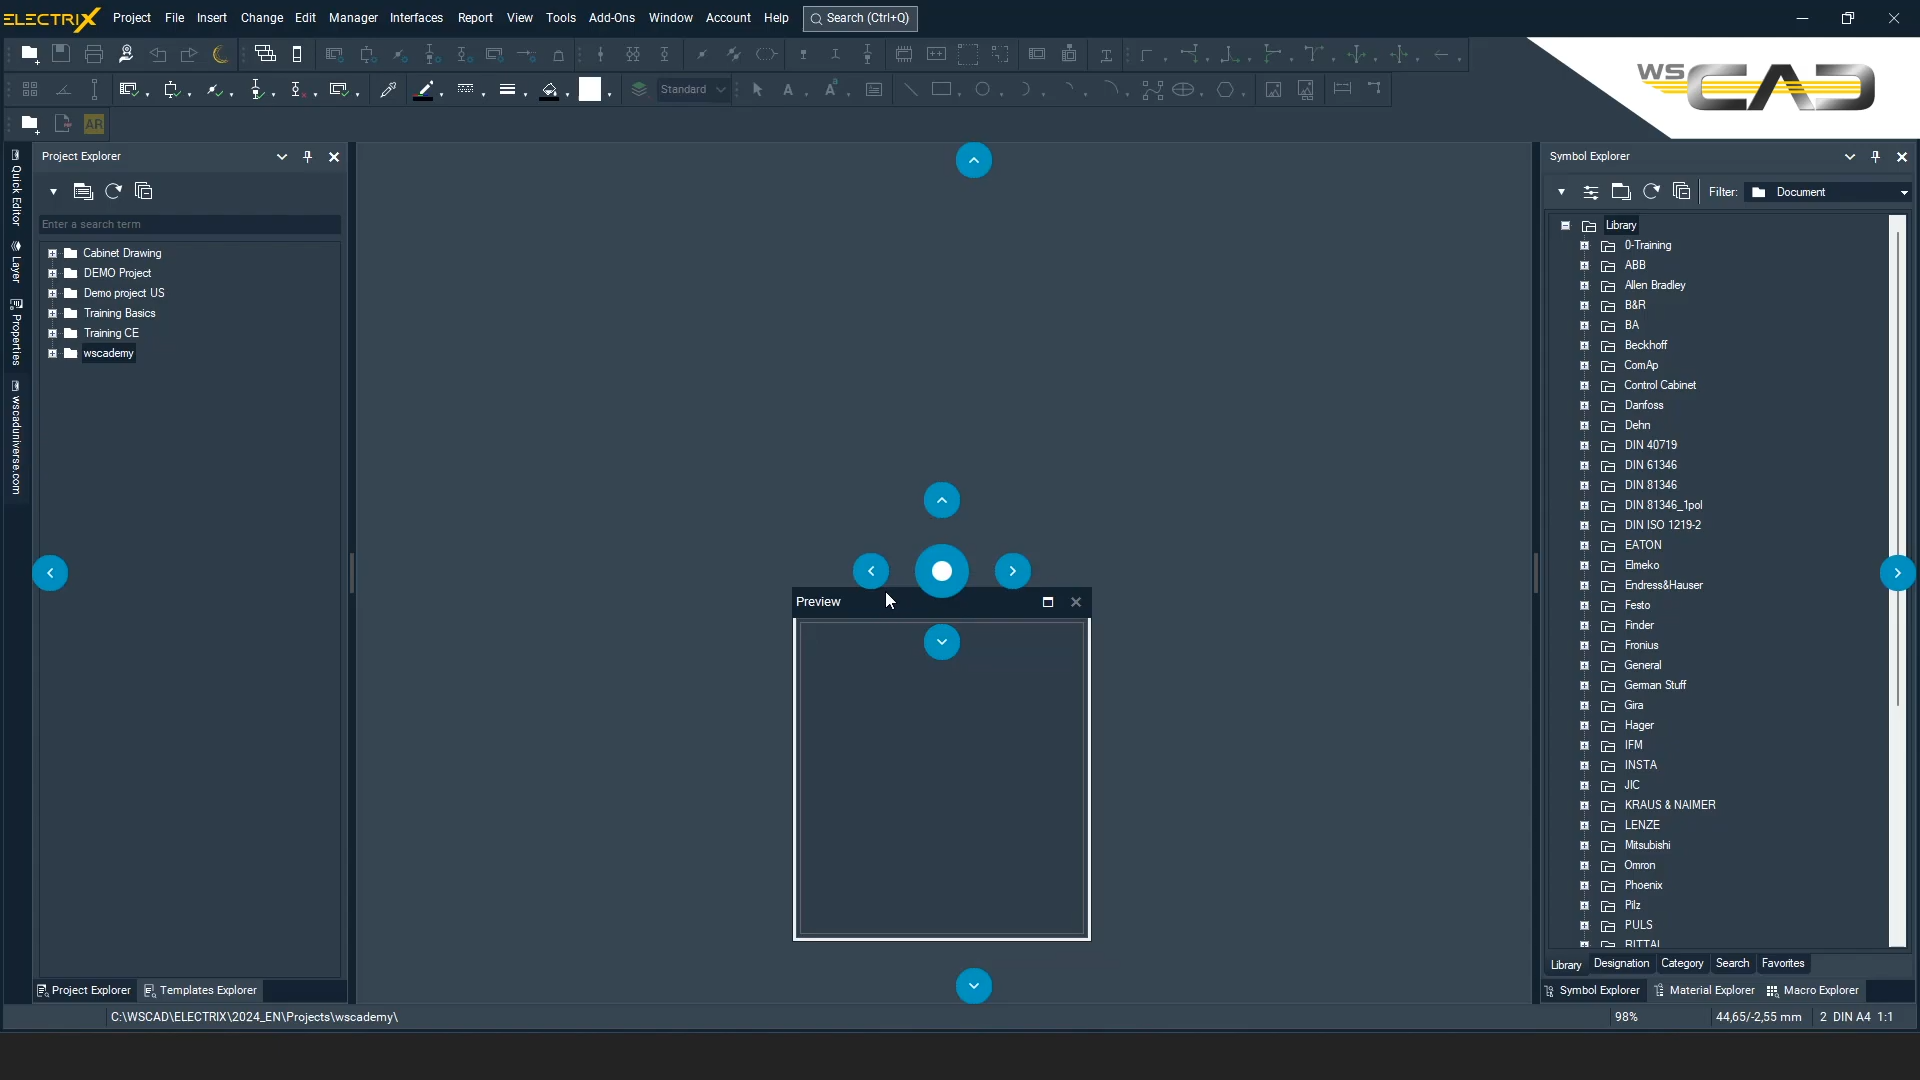 ELECTRIX Project File Insert Change Edit Manager Interfaces Report View Tools Add-Ons Window Account Help Search (Ctrl+Q)
WSCAD
Standard
A A
AR
Quick Editor
Layer
Properties
wscaduniverse.com
Project Explorer
Enter a search term
Cabinet Drawing
DEMO Project
Demo project US
Training Basics
Training CE
wscademy
Project Explorer Templates Explorer
Preview
Symbol Explorer
Filter: Document
Library
0-Training
ABB
Allen Bradley
B&R
BA
Beckhoff
ComAp
Control Cabinet
Danfoss
Dehn
DIN 40719
DIN 61346
DIN 81346
DIN 81346_1pol
DIN ISO 1219-2
EATON
Elmeko
Endress&Hauser
Festo
Finder
Fronius
General
German Stuff
Gira
Hager
IFM
INSTA
JIC
KRAUS & NAIMER
LENZE
Mitsubishi
Omron
Phoenix
Pilz
PULS
RITTAL
Library Designation Category Search Favorites
Symbol Explorer Material Explorer Macro Explorer
C:\WSCAD\ELECTRIX\2024_EN\Projects\wscademy\ 98% 44,65/-2,55 mm 2 DIN A4 1:1